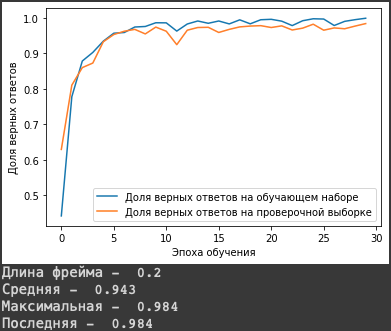 1.0
0.9
0.8
0.7
0.6
0.5
Доля верных ответов
Доля верных ответов на обучающем наборе
Доля верных ответов на проверочной выборке
0 5 10 15 20 25 30
Эпоха обучения
Длина фрейма - 0.2
Средняя - 0.943
Максимальная - 0.984
Последняя - 0.984